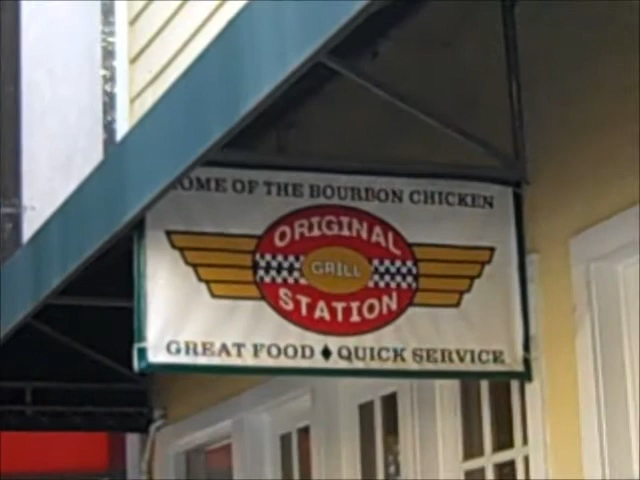 HOME OF THE BOURBON CHICKEN
ORIGINAL
GRILL
STATION
GREAT FOOD ♦ QUICK SERVICE